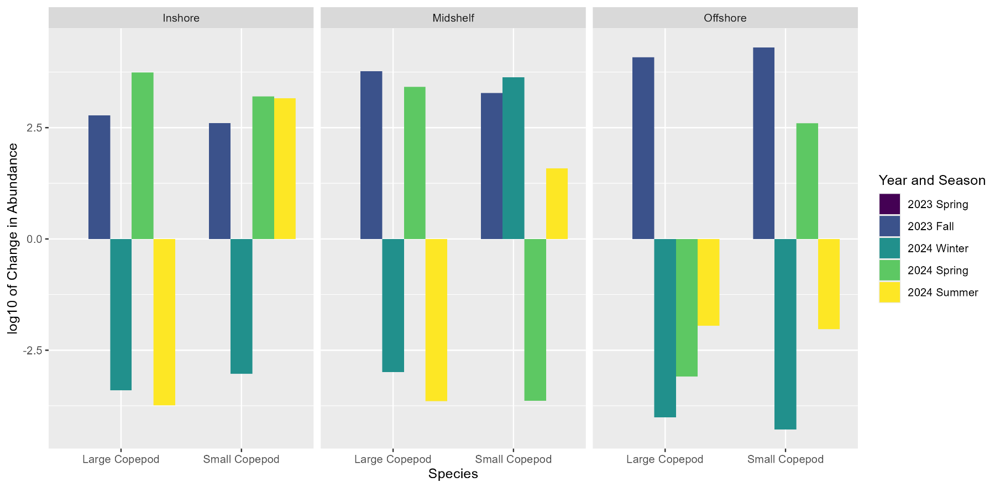 Inshore
Midshelf
Offshore
log10 of Change in Abundance
2.5
0.0
-2.5
Large Copepod
Small Copepod
Large Copepod
Small Copepod
Large Copepod
Small Copepod
Species
Year and Season
2023 Spring
2023 Fall
2024 Winter
2024 Spring
2024 Summer